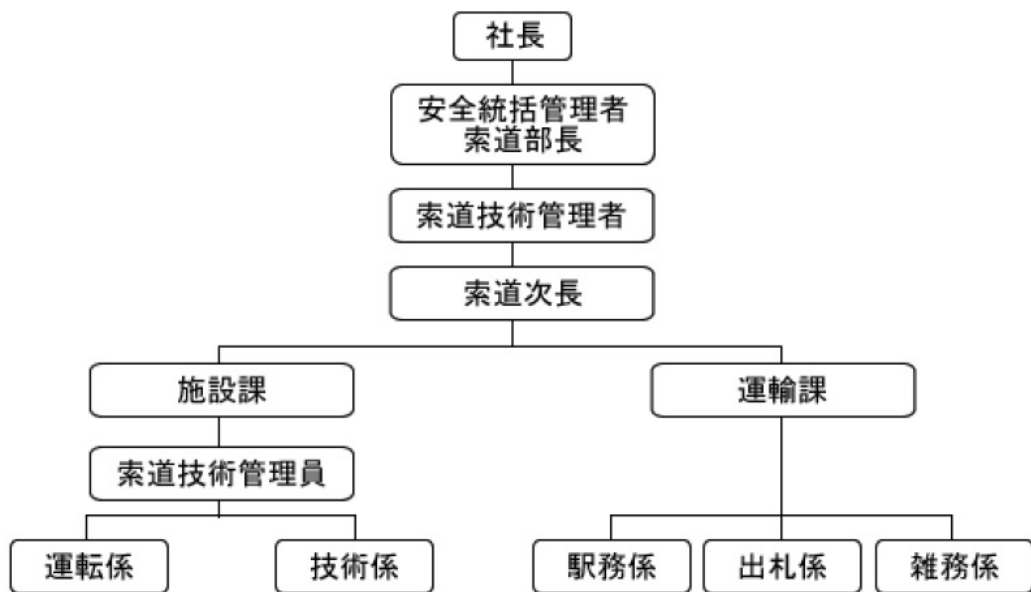 社長
安全統括管理者
索道部長
索道技術管理者
索道次長
施設課
運輸課
索道技術管理員
運転係
技術係
駅務係
出札係
雑務係